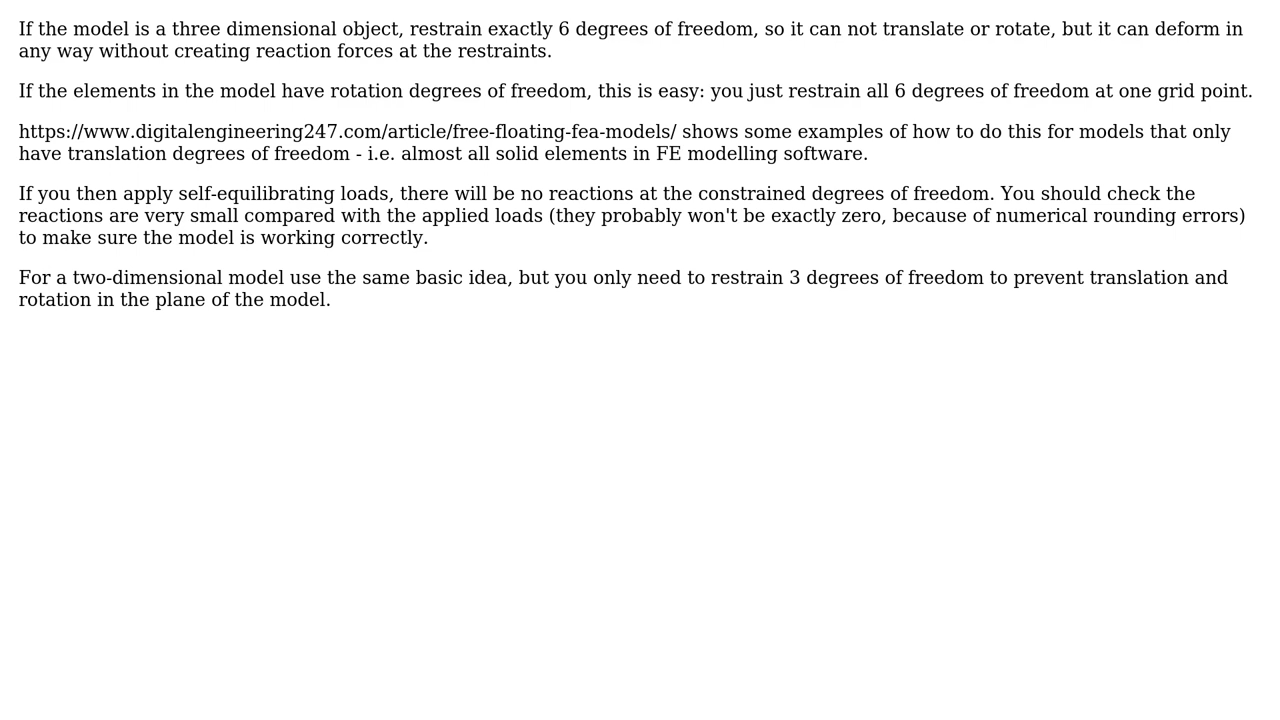 If the model is a three dimensional object, restrain exactly 6 degrees of freedom, so it can not translate or rotate, but it can deform in
any way without creating reaction forces at the restraints.
If the elements in the model have rotation degrees of freedom, this is easy: you just restrain all 6 degrees of freedom at one grid point.
https://www.digitalengineering247.com/article/free-floating-fea-models/ shows some examples of how to do this for models that only
have translation degrees of freedom - i.e. almost all solid elements in FE modelling software.
If you then apply self-equilibrating loads, there will be no reactions at the constrained degrees of freedom. You should check the
reactions are very small compared with the applied loads (they probably won't be exactly zero, because of numerical rounding errors)
to make sure the model is working correctly.
For a two-dimensional model use the same basic idea, but you only need to restrain 3 degrees of freedom to prevent translation and
rotation in the plane of the model.